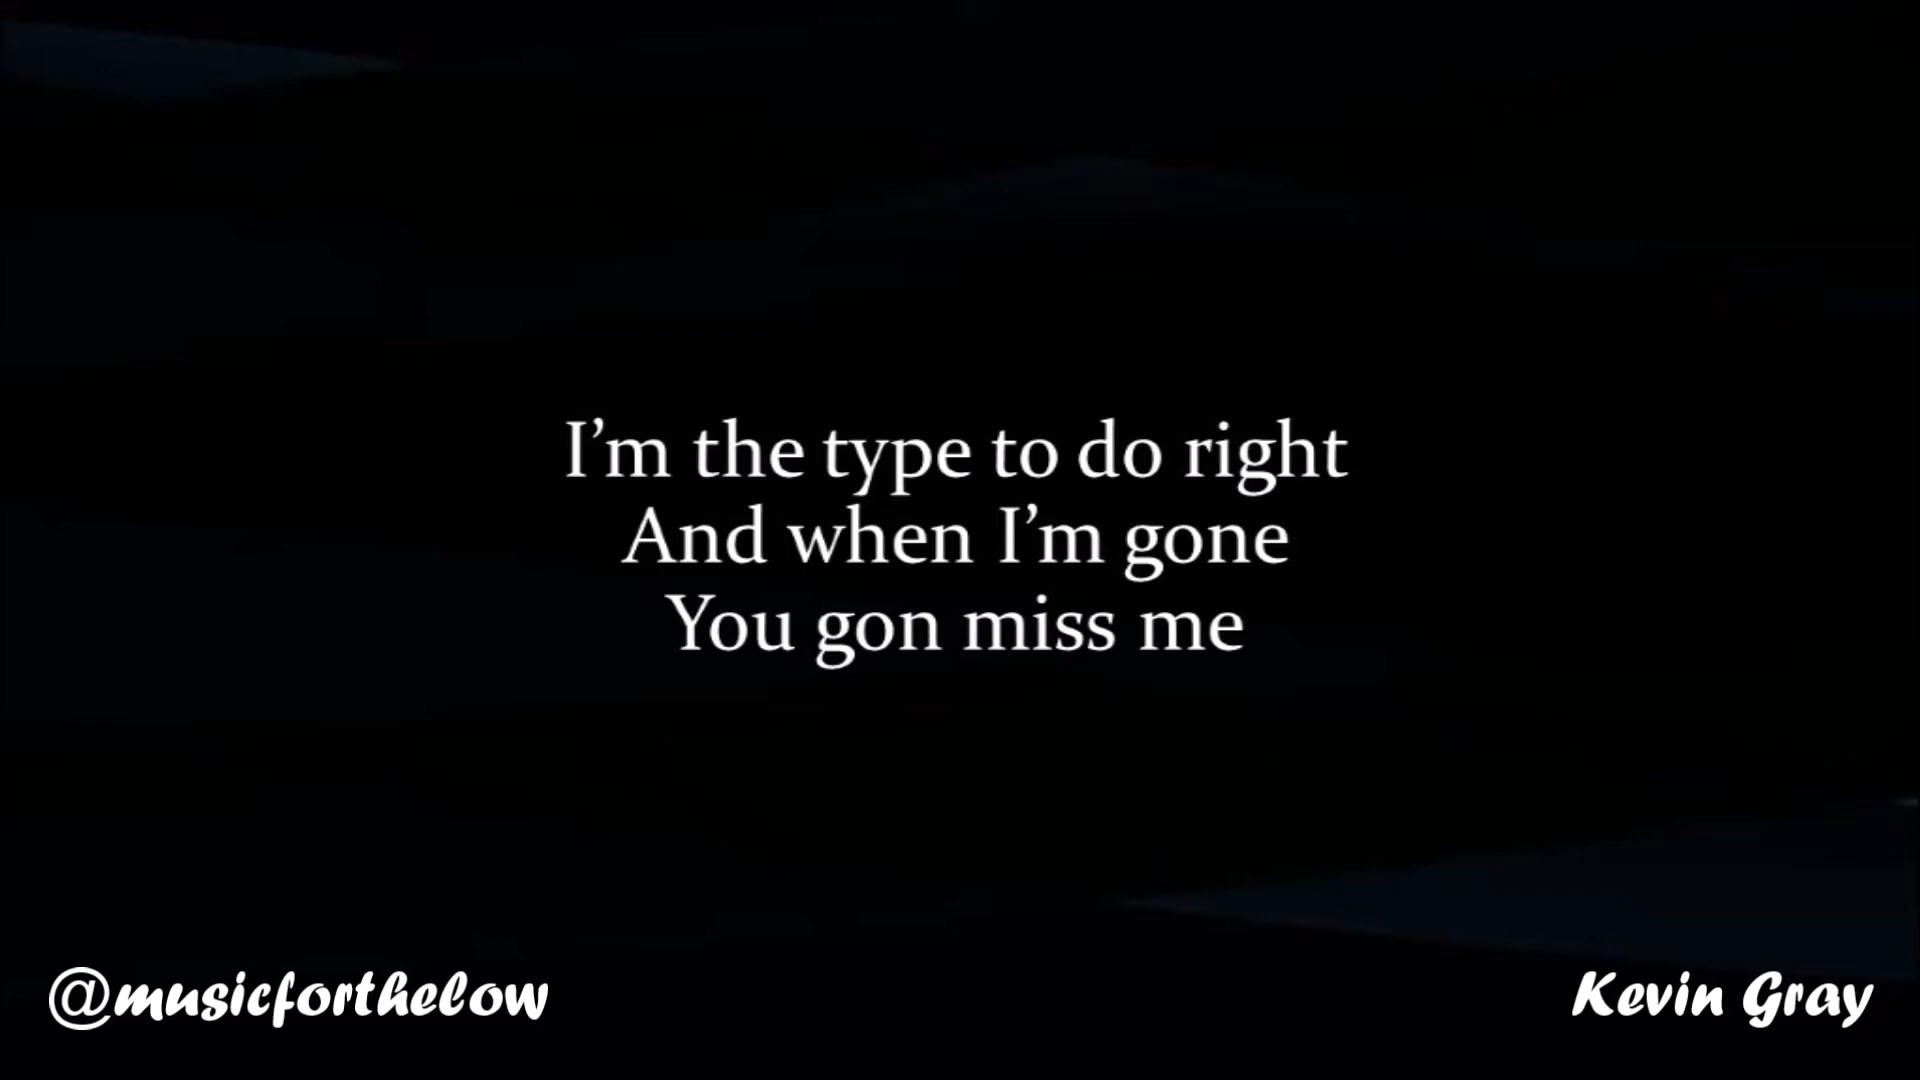 I’m the type to do right
And when I’m gone
You gon miss me
@musicforthelow
Kevin Gray